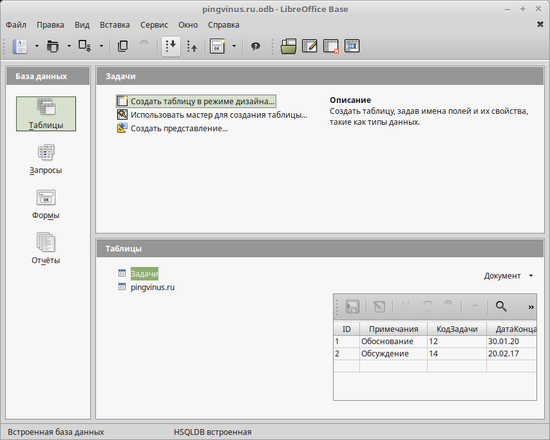 pingvinus.ru.odb - LibreOffice Base
Файл Правка Вид Вставка Сервис Окно Справка
База данных
Таблицы
Запросы
Формы
Отчёты
Задачи
Создать таблицу в режиме дизайна...
Использовать мастер для создания таблицы...
Создать представление...
Описание
Создать таблицу, задав имена полей и их свойства,
такие как типы данных.
Таблицы
Задачи
pingvinus.ru
Документ
ID Примечания КодЗадачи ДатаКонца
1 Обоснование 12 30.01.20
2 Обсуждение 14 20.02.17
Встроенная база данных HSQLDB встроенная